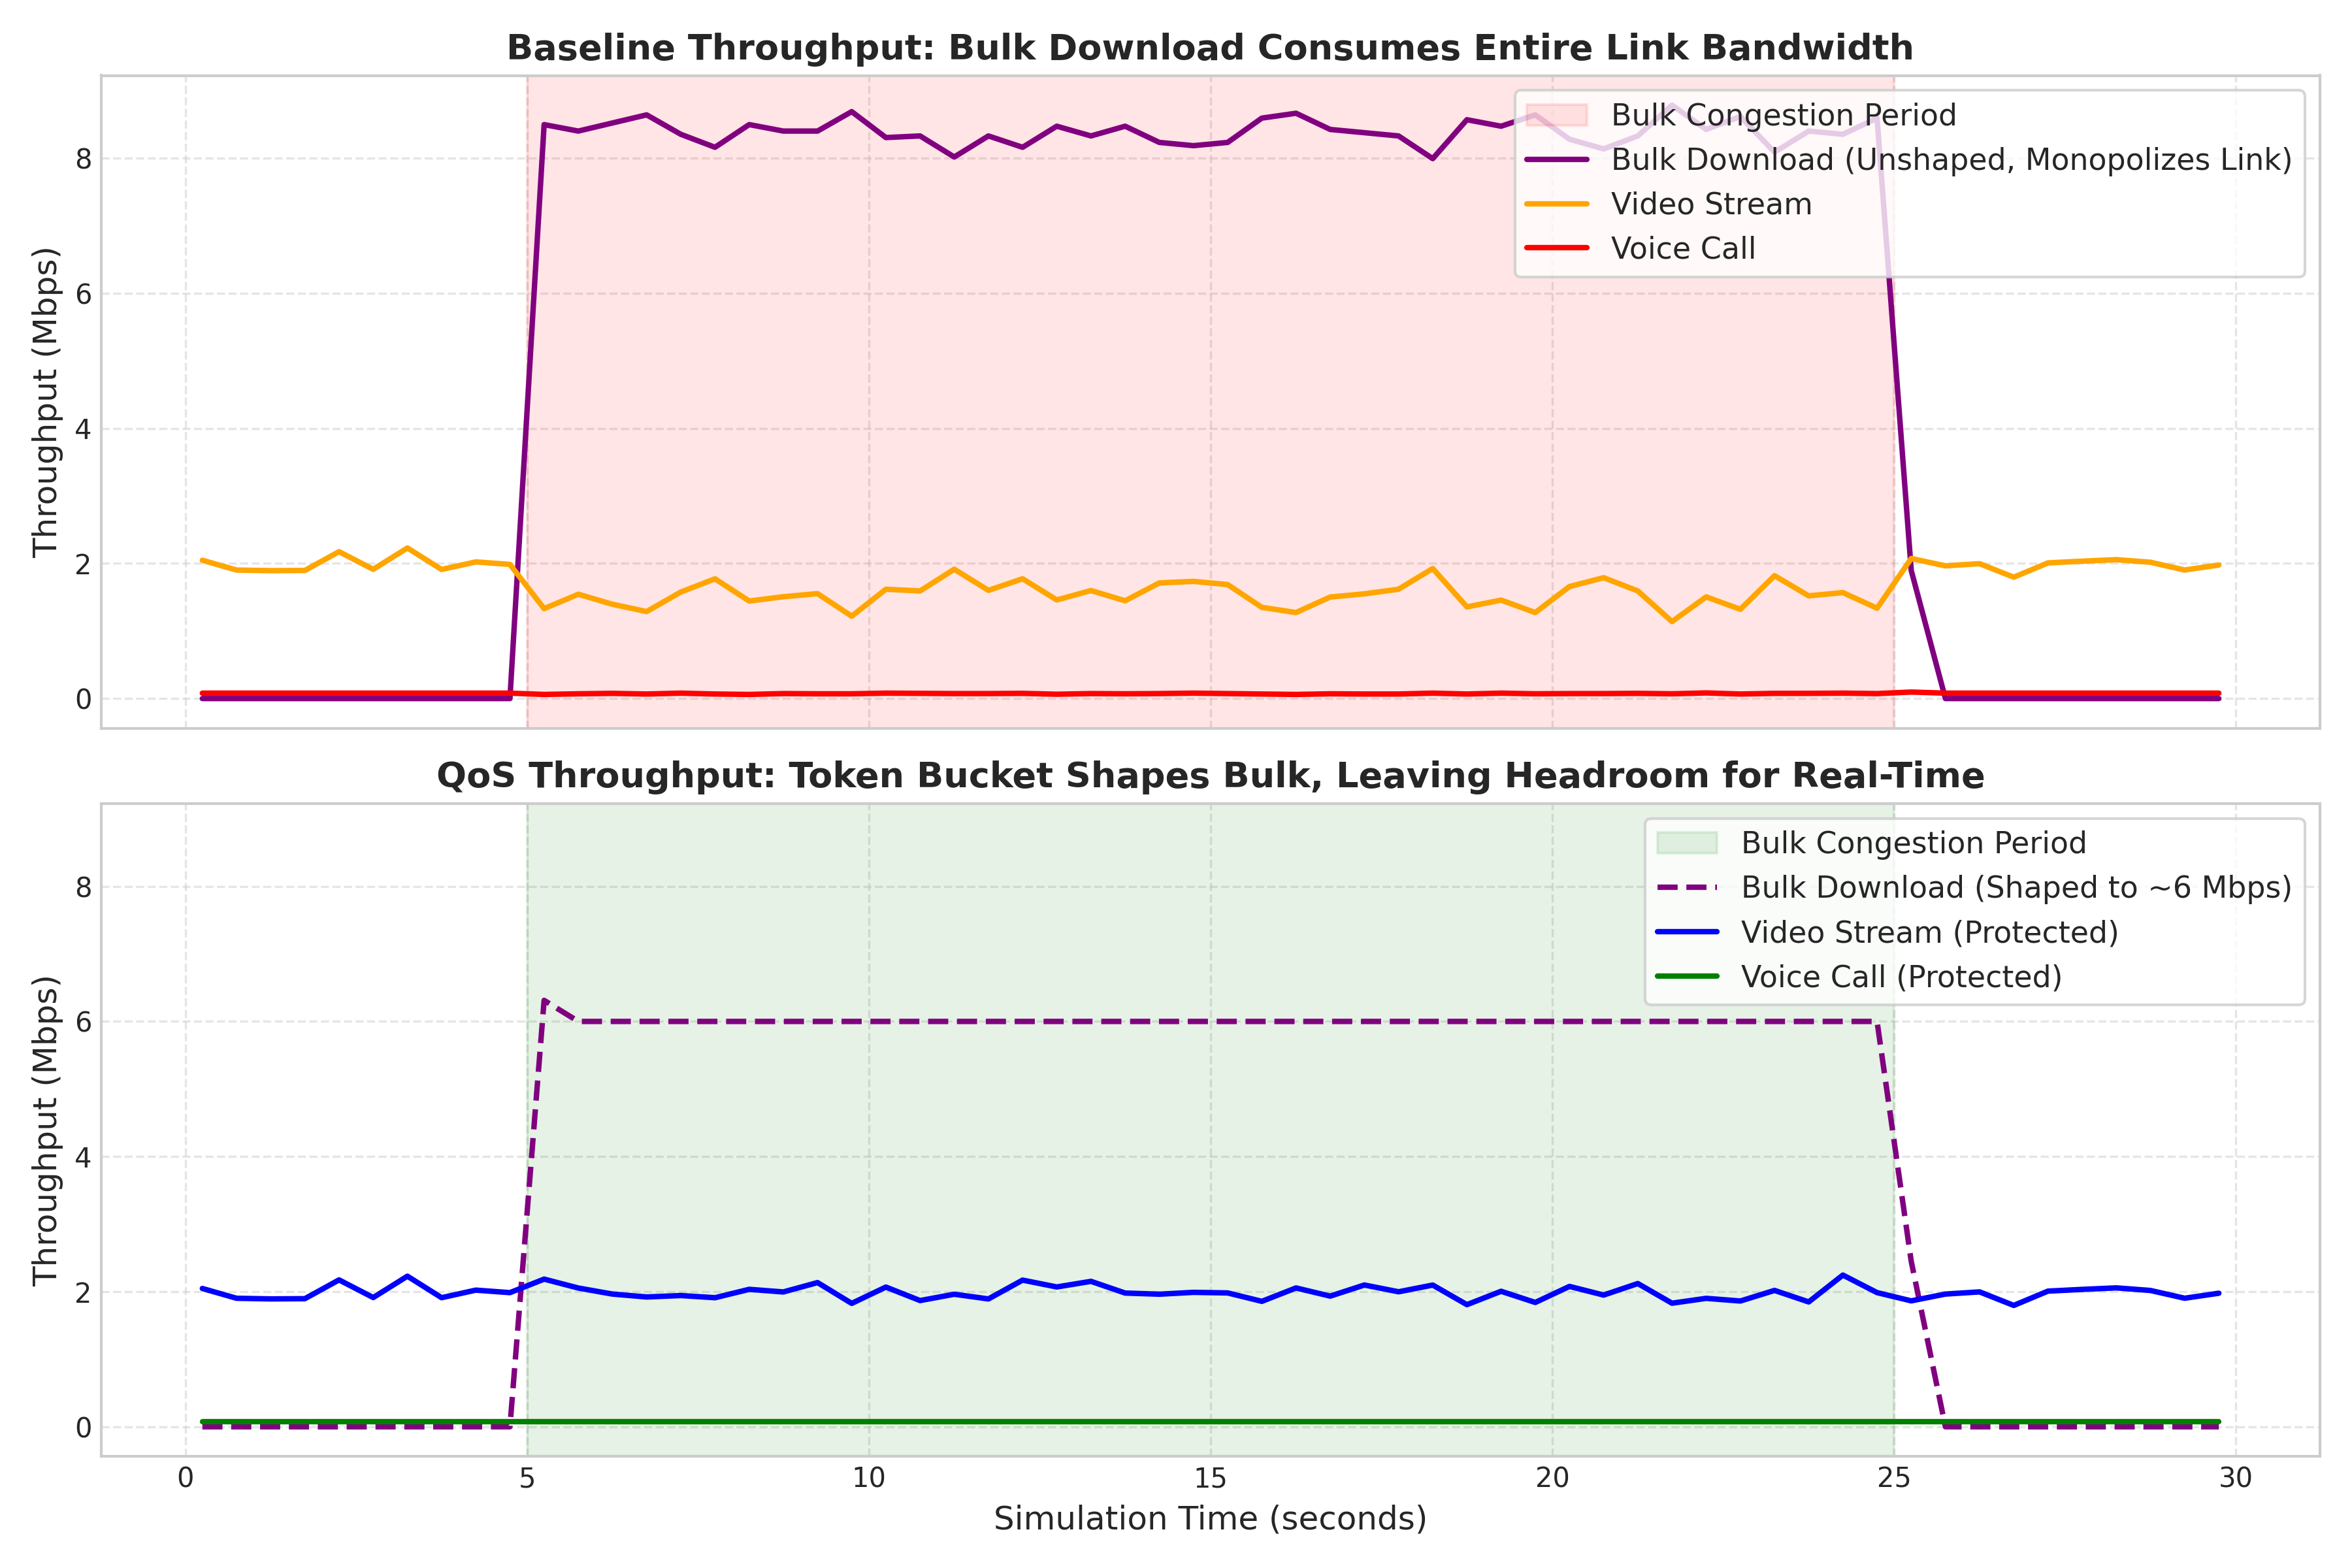 Baseline Throughput: Bulk Download Consumes Entire Link Bandwidth
Throughput (Mbps)
8
6
4
2
0
Bulk Congestion Period
Bulk Download (Unshaped, Monopolizes Link)
Video Stream
Voice Call
QoS Throughput: Token Bucket Shapes Bulk, Leaving Headroom for Real-Time
Throughput (Mbps)
8
6
4
2
0
Bulk Congestion Period
Bulk Download (Shaped to ~6 Mbps)
Video Stream (Protected)
Voice Call (Protected)
0 5 10 15 20 25 30
Simulation Time (seconds)